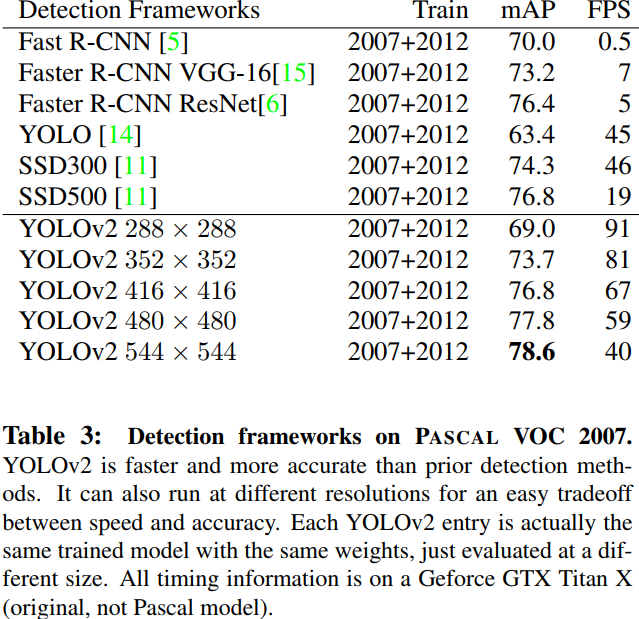 Detection Frameworks Train mAP FPS
Fast R-CNN [5] 2007+2012 70.0 0.5
Faster R-CNN VGG-16[15] 2007+2012 73.2 7
Faster R-CNN ResNet[6] 2007+2012 76.4 5
YOLO [14] 2007+2012 63.4 45
SSD300 [11] 2007+2012 74.3 46
SSD500 [11] 2007+2012 76.8 19
YOLOv2 288 × 288 2007+2012 69.0 91
YOLOv2 352 × 352 2007+2012 73.7 81
YOLOv2 416 × 416 2007+2012 76.8 67
YOLOv2 480 × 480 2007+2012 77.8 59
YOLOv2 544 × 544 2007+2012 78.6 40
Table 3: Detection frameworks on PASCAL VOC 2007.
YOLOv2 is faster and more accurate than prior detection meth-
ods. It can also run at different resolutions for an easy tradeoff
between speed and accuracy. Each YOLOv2 entry is actually the
same trained model with the same weights, just evaluated at a dif-
ferent size. All timing information is on a Geforce GTX Titan X
(original, not Pascal model).